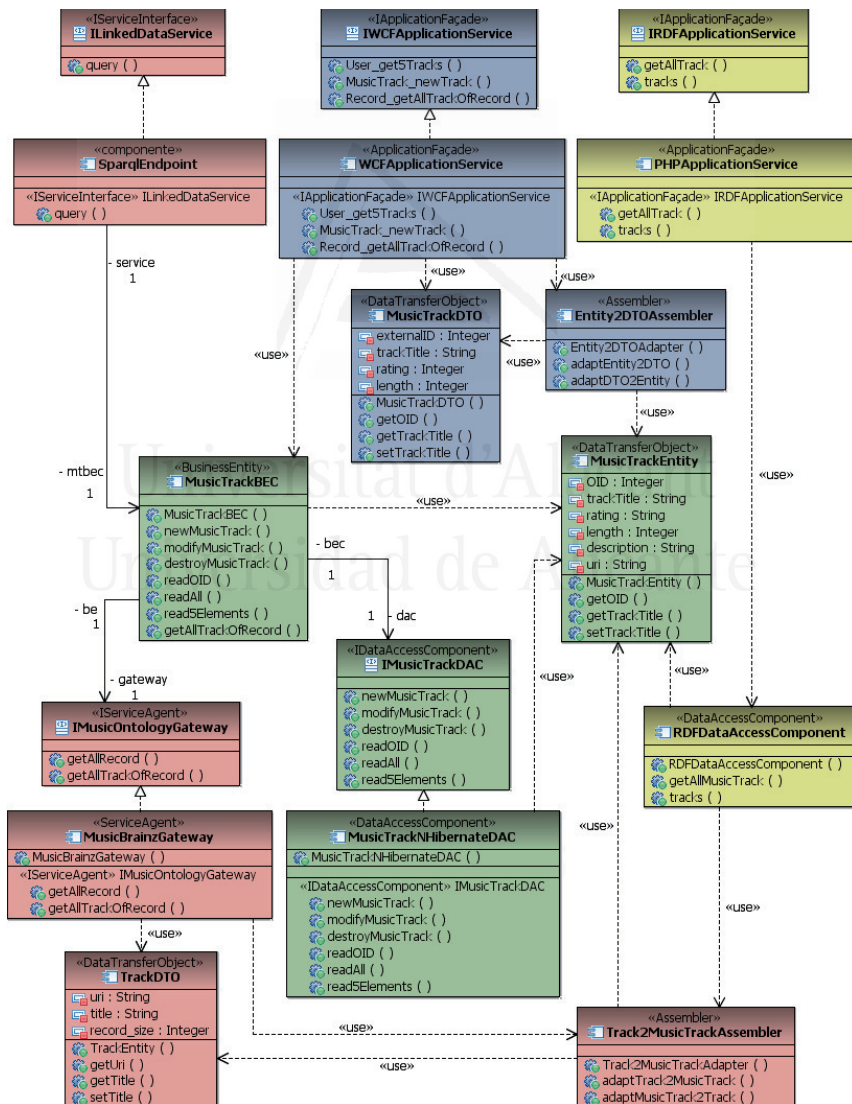 «IServiceInterface»
ILinkedDataService
query ( )
«IApplicationFaçade»
IWCFApplicationService
User_get5Tracks ( )
MusicTrack_newTrack ( )
Record_getAllTrackOfRecord ( )
«IApplicationFaçade»
IRDFApplicationService
getAllTrack ( )
tracks ( )
«componente»
SparqlEndpoint
«IServiceInterface» ILinkedDataService
query ( )
«ApplicationFaçade»
WCFApplicationService
«IApplicationFaçade» IWCFApplicationService
User_get5Tracks ( )
MusicTrack_newTrack ( )
Record_getAllTrackOfRecord ( )
«ApplicationFaçade»
PHPApplicationService
«IApplicationFaçade» IRDFApplicationService
getAllTrack ( )
tracks ( )
- service
1
«use»
«use»
«use»
«DataTransferObject»
MusicTrackDTO
externalID : Integer
trackTitle : String
rating : Integer
length : Integer
MusicTrackDTO ( )
getOID ( )
getTrackTitle ( )
setTrackTitle ( )
«use»
«Assembler»
Entity2DTOAssembler
Entity2DTOAdapter ( )
adaptEntity2DTO ( )
adaptDTO2Entity ( )
«use»
«use»
Universitat d'Alacant
Universidad de Alicante
- mtbec
1
«BusinessEntity»
MusicTrackBEC
MusicTrackBEC ( )
newMusicTrack ( )
modifyMusicTrack ( )
destroyMusicTrack ( )
readOID ( )
readAll ( )
read5Elements ( )
getAllTrackOfRecord ( )
«use»
«DataTransferObject»
MusicTrackEntity
OID : Integer
trackTitle : String
rating : String
length : Integer
description : String
uri : String
MusicTrackEntity ( )
getOID ( )
getTrackTitle ( )
setTrackTitle ( )
- bec
1
1 - dac
- be
1
- gateway
1
«use»
«use»
«IDataAccessComponent»
IMusicTrackDAC
newMusicTrack ( )
modifyMusicTrack ( )
destroyMusicTrack ( )
readOID ( )
readAll ( )
read5Elements ( )
«IServiceAgent»
IMusicOntologyGateway
getAllRecord ( )
getAllTrackOfRecord ( )
«DataAccessComponent»
RDFDataAccessComponent
RDFDataAccessComponent ( )
getAllMusicTrack ( )
tracks ( )
«ServiceAgent»
MusicBrainzGateway
MusicBrainzGateway ( )
«IServiceAgent» IMusicOntologyGateway
getAllRecord ( )
getAllTrackOfRecord ( )
«DataAccessComponent»
MusicTrackNHibernateDAC
MusicTrackNHibernateDAC ( )
«IDataAccessComponent» IMusicTrackDAC
newMusicTrack ( )
modifyMusicTrack ( )
destroyMusicTrack ( )
readOID ( )
readAll ( )
read5Elements ( )
«use»
«use»
«use»
«DataTransferObject»
TrackDTO
uri : String
title : String
record_size : Integer
TrackEntity ( )
getUri ( )
getTitle ( )
setTitle ( )
«use»
«use»
«Assembler»
Track2MusicTrackAssembler
Track2MusicTrackAdapter ( )
adaptTrack2MusicTrack ( )
adaptMusicTrack2Track ( )